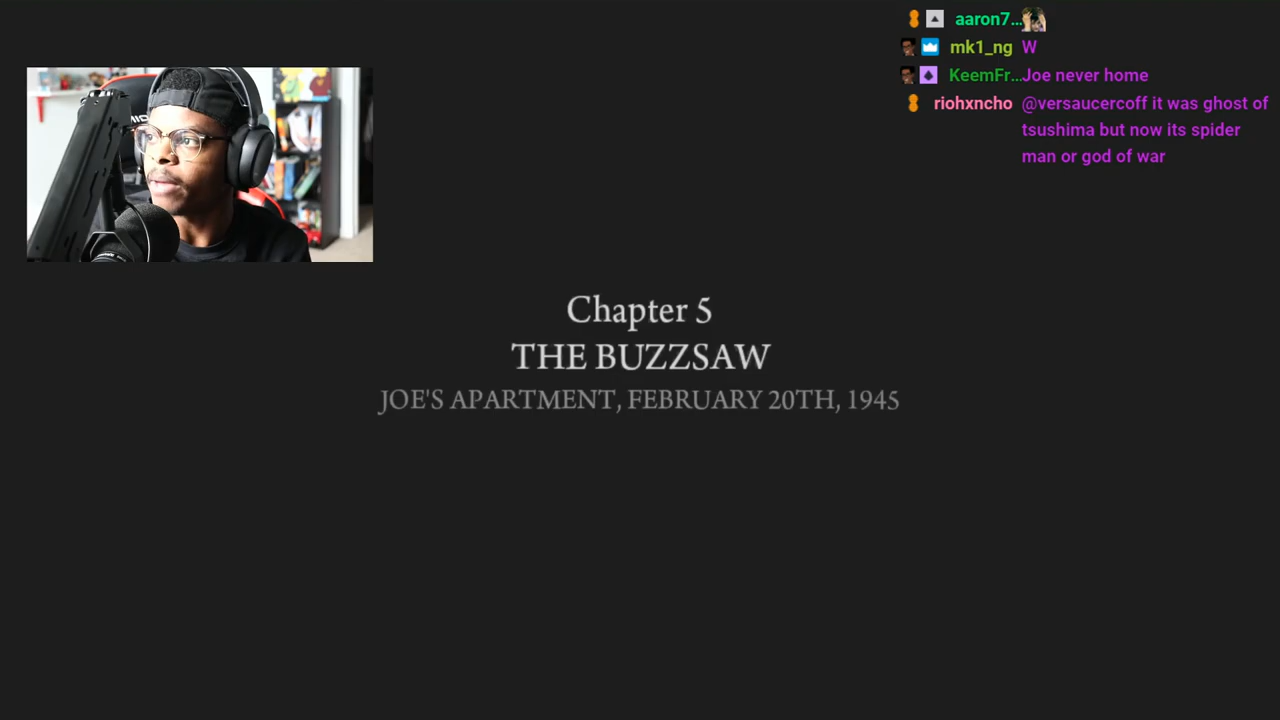 aaron7…
mk1_ng W
KeemFr… Joe never home
riohxncho @versaucercoff it was ghost of
tsushima but now its spider
man or god of war
Chapter 5
THE BUZZSAW
JOE'S APARTMENT, FEBRUARY 20TH, 1945